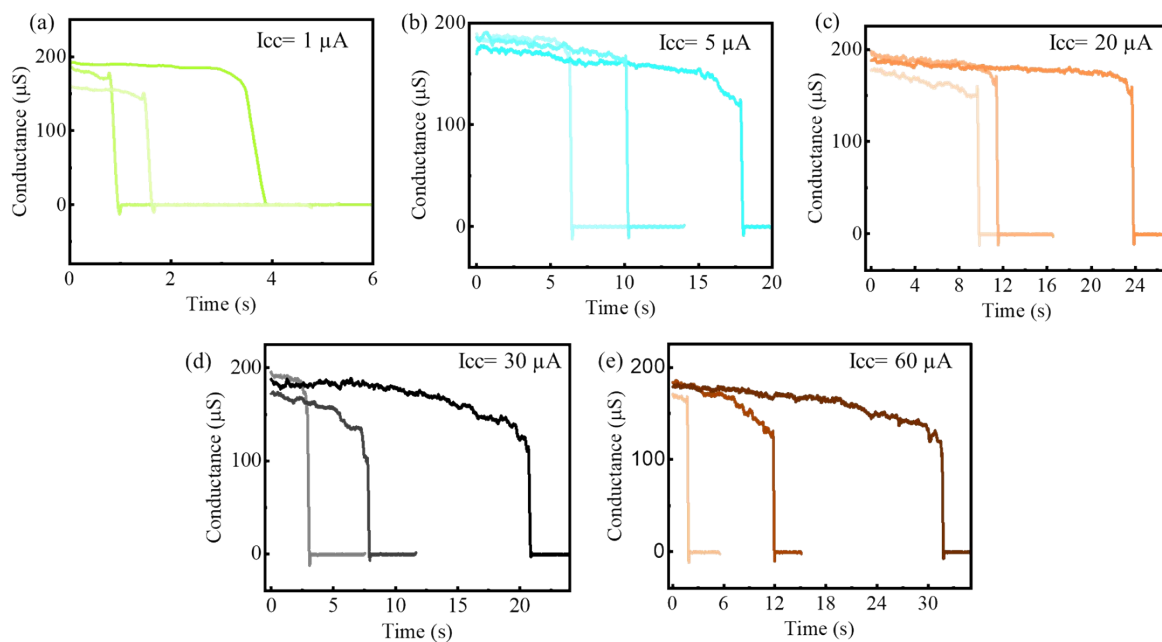 (a)
Icc= 1 µA
200
100
0
Conductance (µS)
0 2 4 6
Time (s)
(b)
Icc= 5 µA
200
100
0
Conductance (µS)
0 5 10 15 20
Time (s)
(c)
Icc= 20 µA
200
100
0
Conductance (µS)
0 4 8 12 16 20 24
Time (s)
(d)
Icc= 30 µA
200
100
0
Conductance (µS)
0 5 10 15 20
Time (s)
(e)
Icc= 60 µA
200
100
0
Conductance (µS)
0 6 12 18 24 30
Time (s)